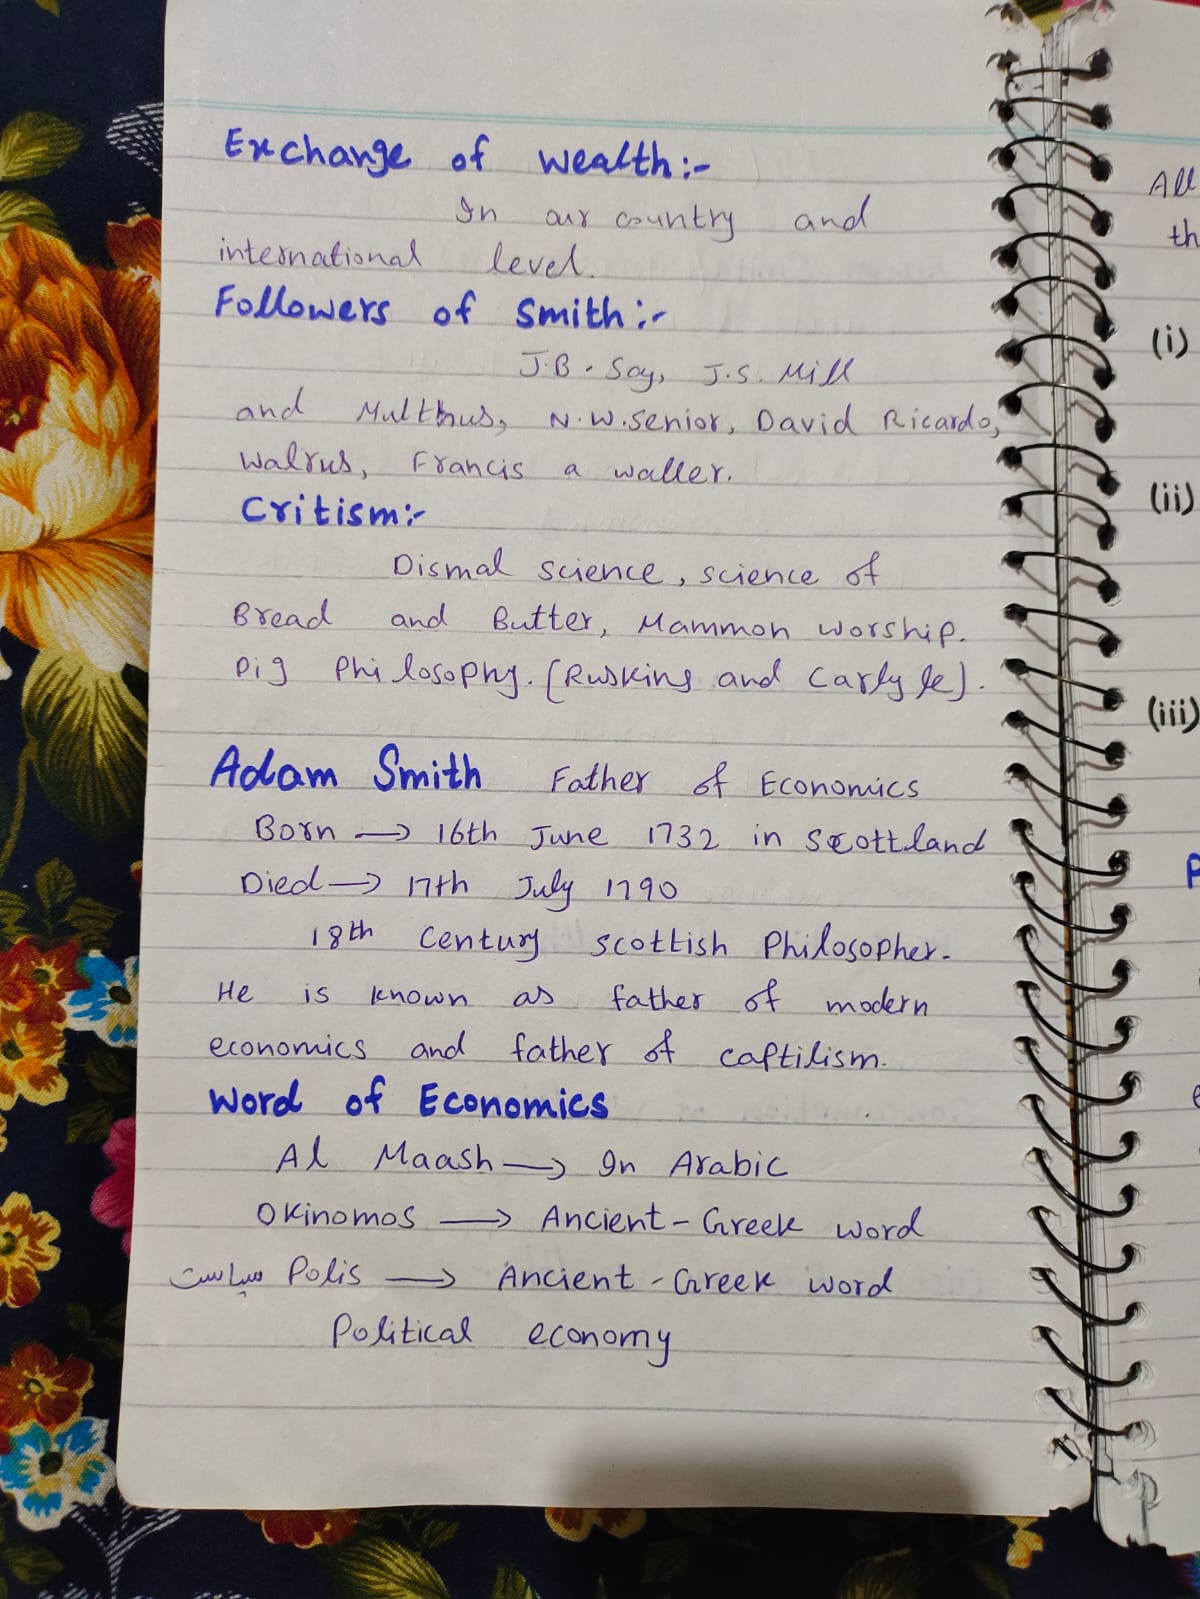 Exchange of wealth:-
In our country and
international level.
Followers of Smith:-
J.B. Say, J.S. Mill
and Multhus, N.W.Senior, David Ricardo,
Walrus, Francis a waller.
Critism:-
Dismal science, science of
Bread and Butter, Mammon worship.
Pig Philosophy. [Ruskins and Carlyle].
Adam Smith Father of Economics
Born → 16th June 1732 in Scottland
Died → 17th July 1790
18th Century Scottish Philosopher.
He is known as father of modern
economics and father of caftilism.
Word of Economics
Al Maash → In Arabic
Okinomos → Ancient-Greek word
سیاست Polis → Ancient-Greek word
Political economy
All
th
(i)
(ii)
(iii)
P